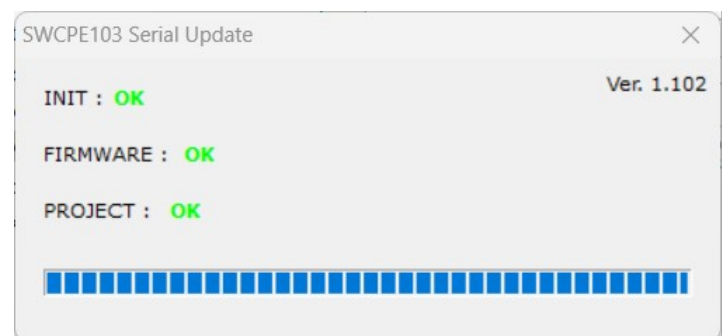 SWCPE103 Serial Update
Ver. 1.102
INIT : OK
FIRMWARE : OK
PROJECT : OK